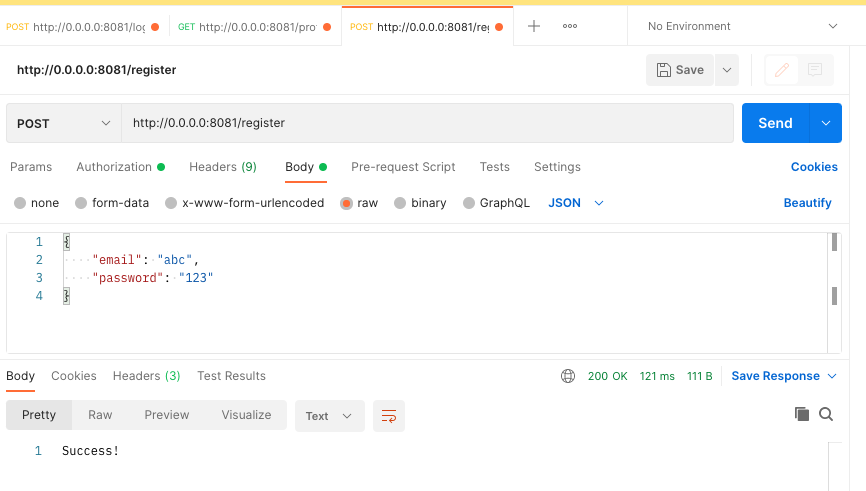 POST http://0.0.0.0:8081/log GET http://0.0.0.0:8081/pro POST http://0.0.0.0:8081/reg No Environment
http://0.0.0.0:8081/register Save
POST http://0.0.0.0:8081/register Send
Params Authorization Headers (9) Body Pre-request Script Tests Settings Cookies
none form-data x-www-form-urlencoded raw binary GraphQL JSON Beautify
1 {
2 "email": "abc",
3 "password": "123"
4 }
Body Cookies Headers (3) Test Results 200 OK 121 ms 111 B Save Response
Pretty Raw Preview Visualize Text
1 Success!